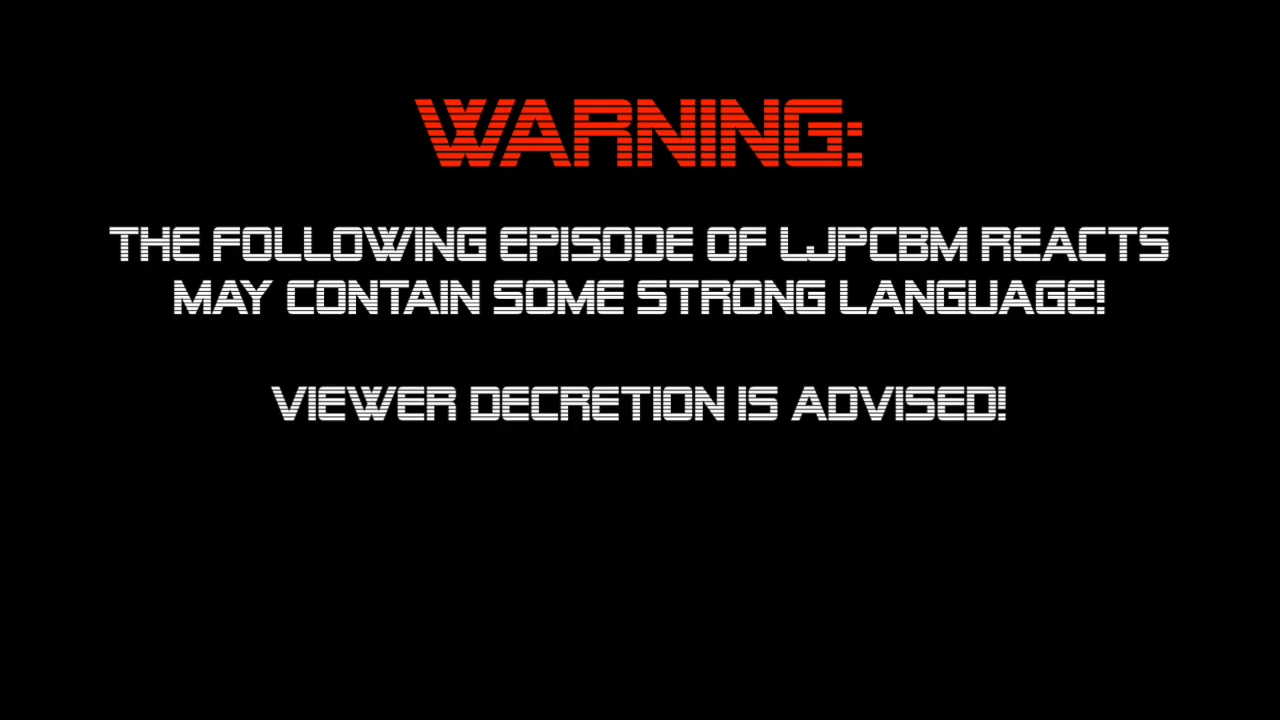 WARNING:
THE FOLLOWING EPISODE OF LJPCBM REACTS
MAY CONTAIN SOME STRONG LANGUAGE!
VIEWER DECRETION IS ADVISED!